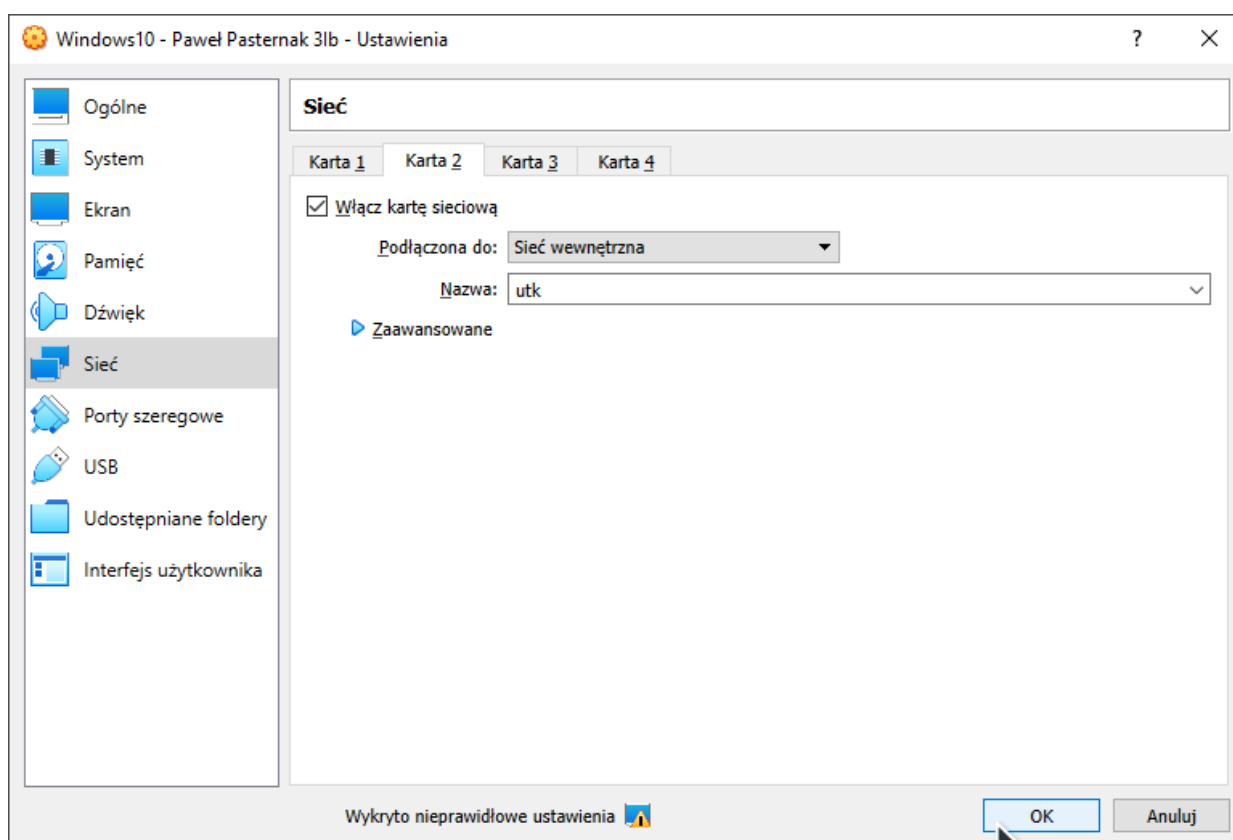 Windows10 - Paweł Pasternak 3lb - Ustawienia
?
Ogólne
System
Ekran
Pamięć
Dźwięk
Sieć
Porty szeregowe
USB
Udostępniane foldery
Interfejs użytkownika
Sieć
Karta 1 Karta 2 Karta 3 Karta 4
Włącz kartę sieciową
Podłączona do: Sieć wewnętrzna
Nazwa: utk
Zaawansowane
Wykryto nieprawidłowe ustawienia
OK Anuluj